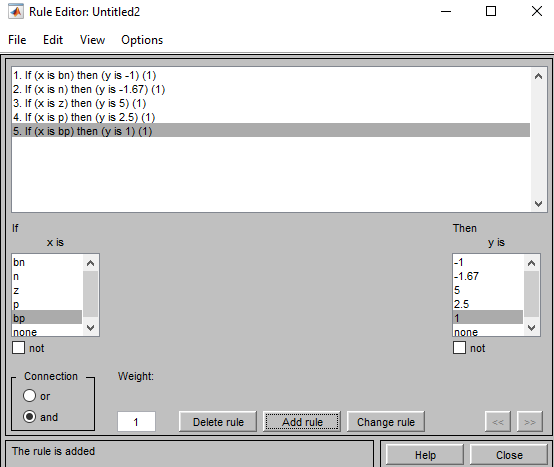 Rule Editor: Untitled2
File Edit View Options
1. If (x is bn) then (y is -1) (1)
2. If (x is n) then (y is -1.67) (1)
3. If (x is z) then (y is 5) (1)
4. If (x is p) then (y is 2.5) (1)
5. If (x is bp) then (y is 1) (1)
If Then
x is y is
bn -1
n -1.67
z 5
p 2.5
bp 1
none none
not not
Connection Weight:
or
and 1 Delete rule Add rule Change rule << >>
The rule is added Help Close